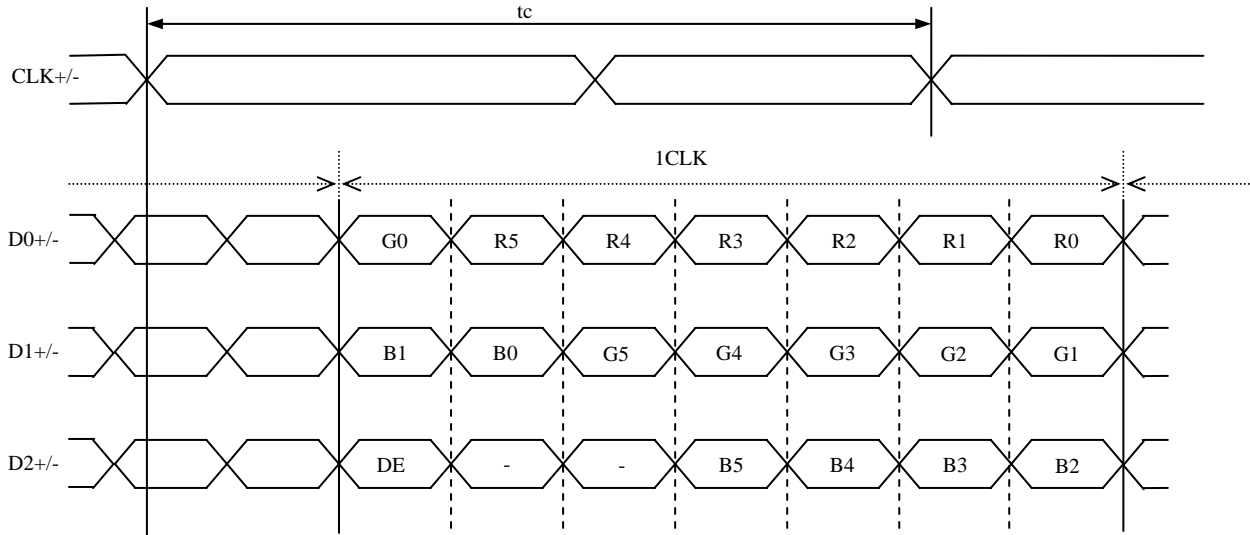 tc
CLK+/-
1CLK
D0+/- G0 R5 R4 R3 R2 R1 R0
D1+/- B1 B0 G5 G4 G3 G2 G1
D2+/- DE - - B5 B4 B3 B2